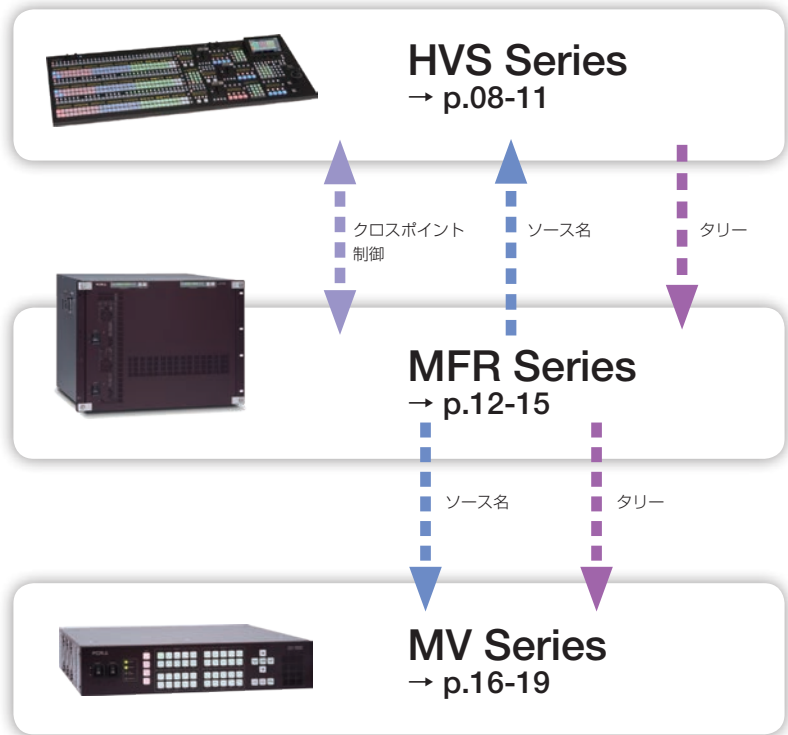 HVS Series
→ p.08-11
クロスポイント
制御
ソース名
タリー
MFR Series
→ p.12-15
ソース名
タリー
MV Series
→ p.16-19